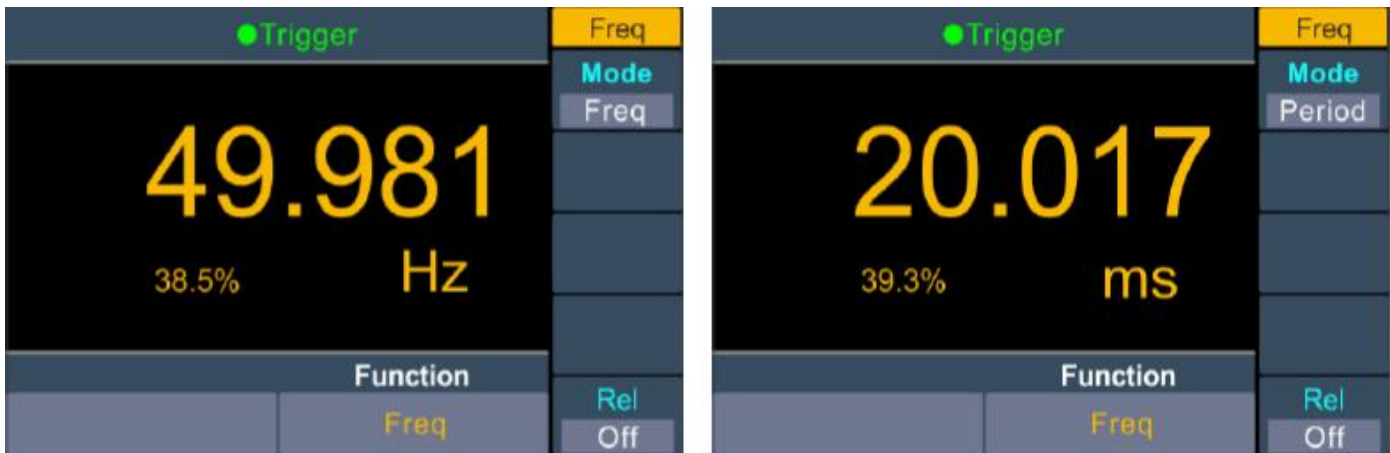 Trigger
Freq
Mode
Freq
49.981
38.5%
Hz
Function
Freq
Rel
Off
Trigger
Freq
Mode
Period
20.017
39.3%
ms
Function
Freq
Rel
Off